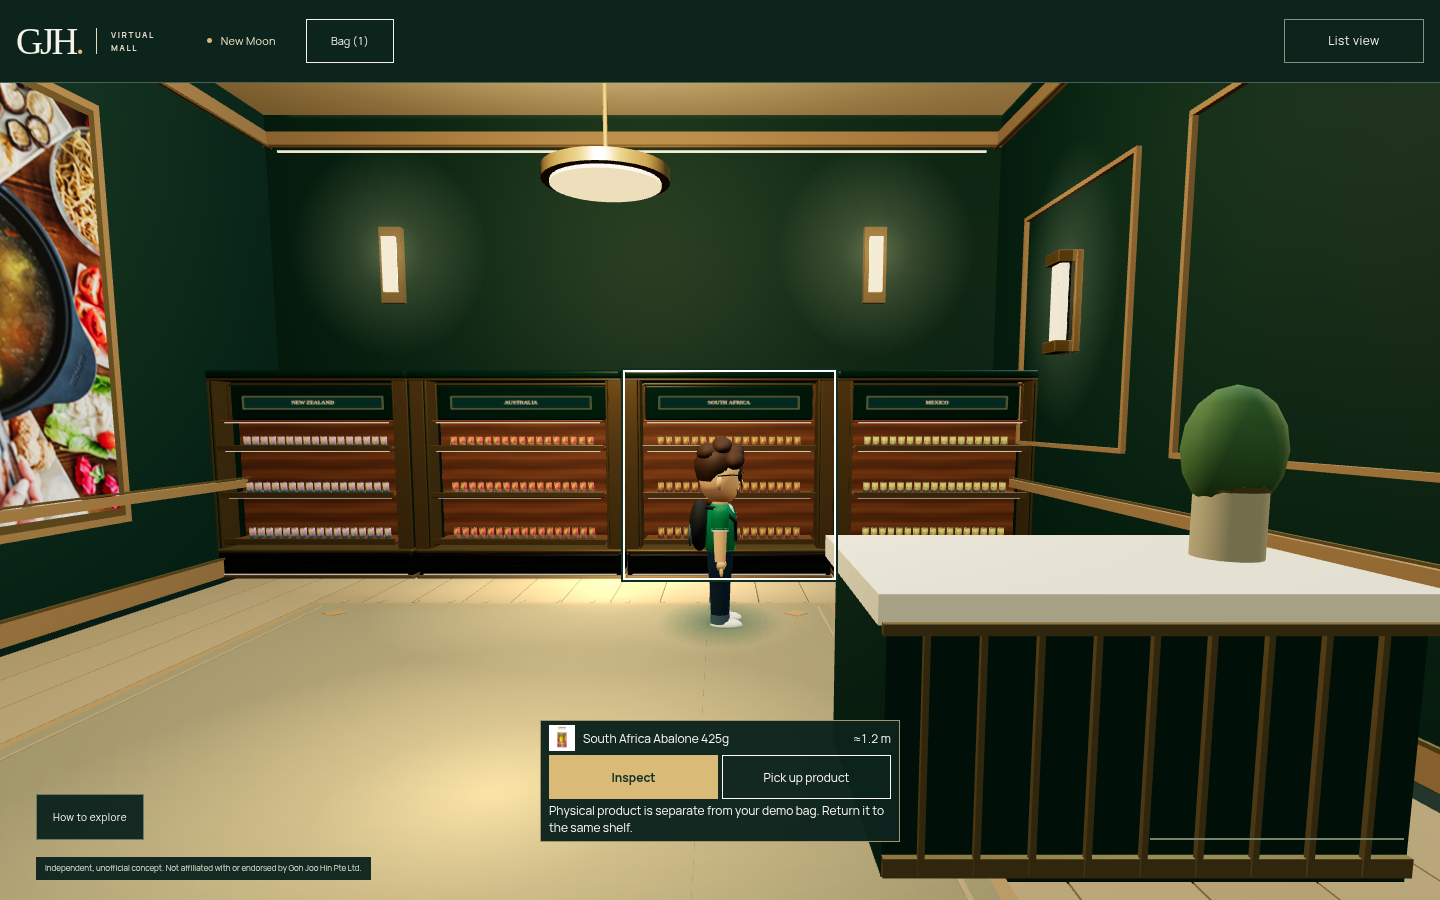 GJH.
VIRTUAL
MALL
New Moon
Bag (1)
List view
NEW ZEALAND
AUSTRALIA
SOUTH AFRICA
MEXICO
South Africa Abalone 425g
≈1.2 m
Inspect
Pick up product
Physical product is separate from your demo bag. Return it to
the same shelf.
How to explore
Independent, unofficial concept. Not affiliated with or endorsed by Goh Joo Hin Pte Ltd.